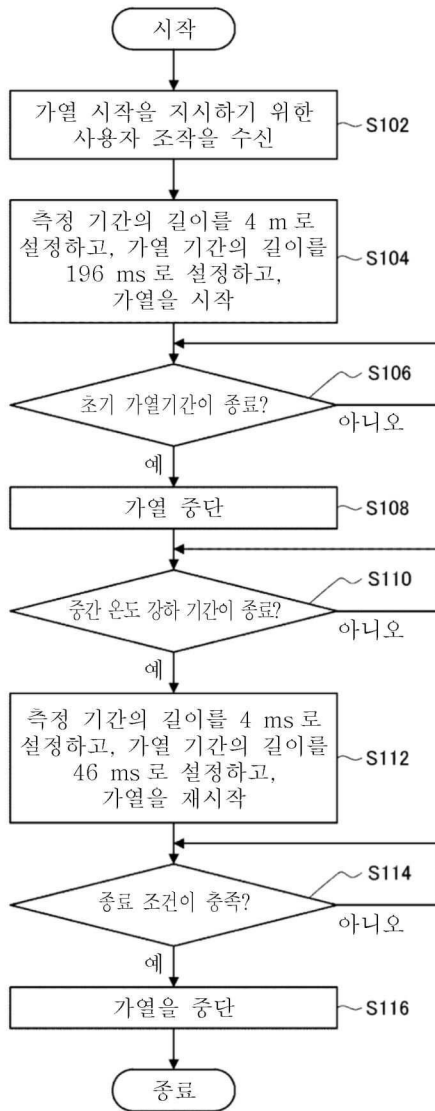 시작
가열 시작을 지시하기 위한
사용자 조작을 수신
S102
측정 기간의 길이를 4 m로
설정하고, 가열 기간의 길이를
196 ms로 설정하고,
가열을 시작
S104
초기 가열기간이 종료?
S106
아니오
예
가열 중단
S108
중간 온도 강하 기간이 종료?
S110
아니오
예
측정 기간의 길이를 4 ms로
설정하고, 가열 기간의 길이를
46 ms로 설정하고,
가열을 재시작
S112
종료 조건이 충족?
S114
아니오
예
가열을 중단
S116
종료